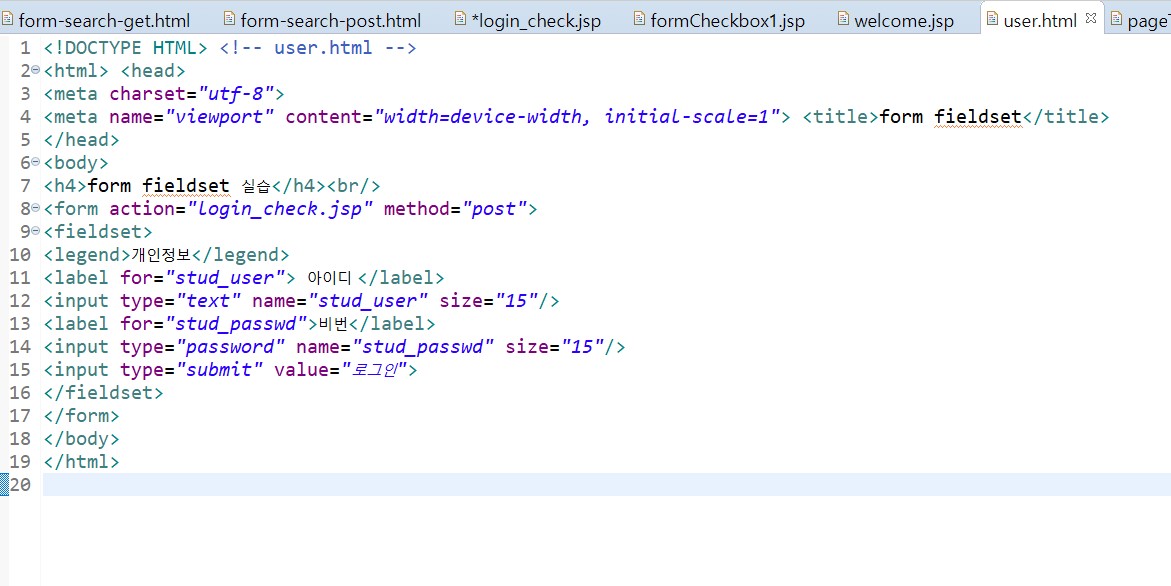 form-search-get.html form-search-post.html *login_check.jsp formCheckbox1.jsp welcome.jsp user.html
1 <!DOCTYPE HTML> <!-- user.html -->
2 <html> <head>
3 <meta charset="utf-8">
4 <meta name="viewport" content="width=device-width, initial-scale=1"> <title>form fieldset</title>
5 </head>
6 <body>
7 <h4>form fieldset 실습</h4><br/>
8 <form action="login_check.jsp" method="post">
9 <fieldset>
10 <legend>개인정보</legend>
11 <label for="stud_user"> 아이디 </label>
12 <input type="text" name="stud_user" size="15"/>
13 <label for="stud_passwd">비번</label>
14 <input type="password" name="stud_passwd" size="15"/>
15 <input type="submit" value="로그인">
16 </fieldset>
17 </form>
18 </body>
19 </html>
20